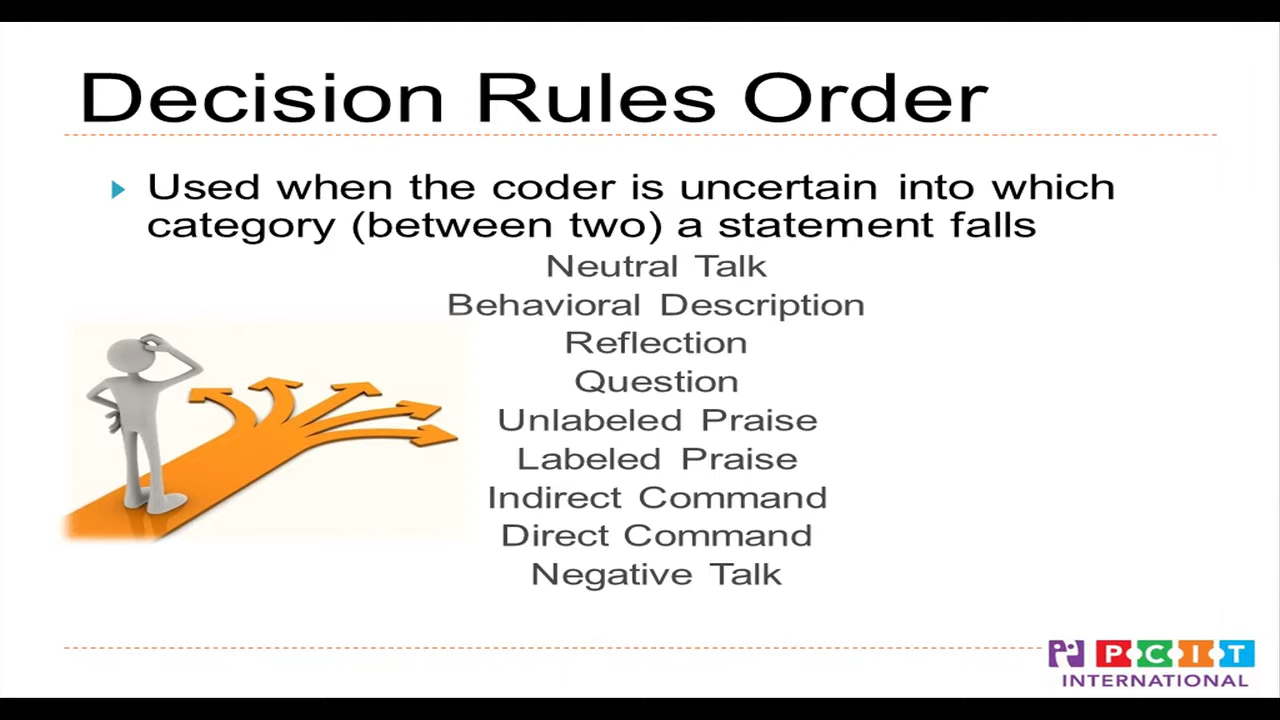 Decision Rules Order
Used when the coder is uncertain into which
category (between two) a statement falls
Neutral Talk
Behavioral Description
Reflection
Question
Unlabeled Praise
Labeled Praise
Indirect Command
Direct Command
Negative Talk
PCIT
INTERNATIONAL